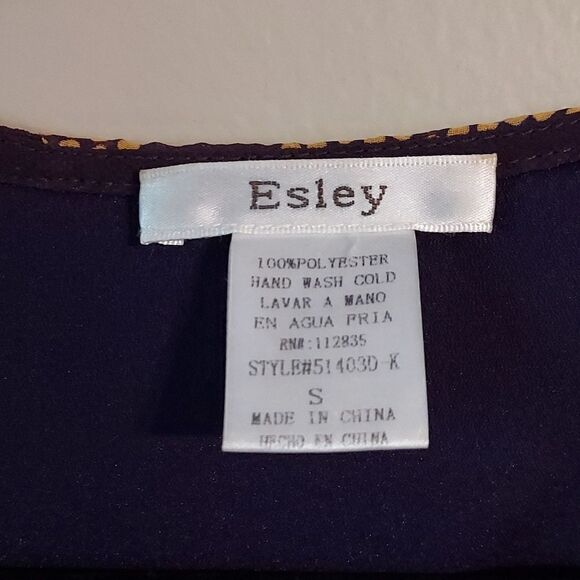 Esley
100%POLYESTER
HAND WASH COLD
LAVAR A MANO
EN AGUA FRIA
RN#:112835
STYLE#51403D-K
S
MADE IN CHINA
HECHO EN CHINA